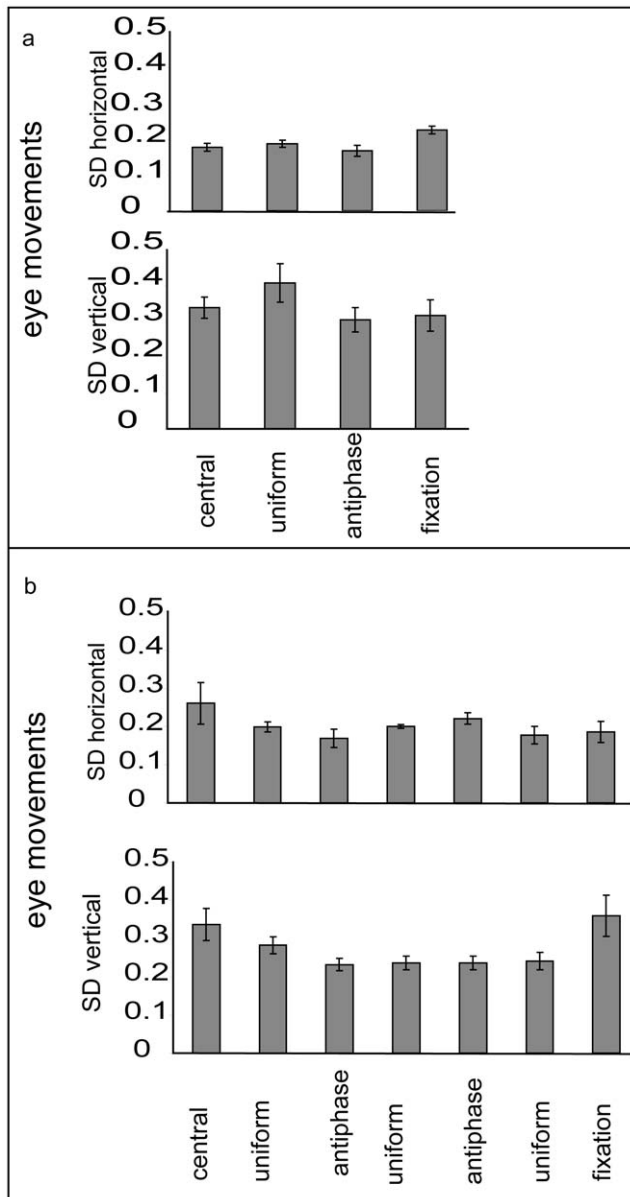 a
eye movements
SD horizontal
0.5
0.4
0.3
0.2
0.1
0
SD vertical
0.5
0.4
0.3
0.2
0.1
0
central
uniform
antiphase
fixation
b
eye movements
SD horizontal
0.5
0.4
0.3
0.2
0.1
0
SD vertical
0.5
0.4
0.3
0.2
0.1
0
central
uniform
antiphase
uniform
antiphase
uniform
fixation